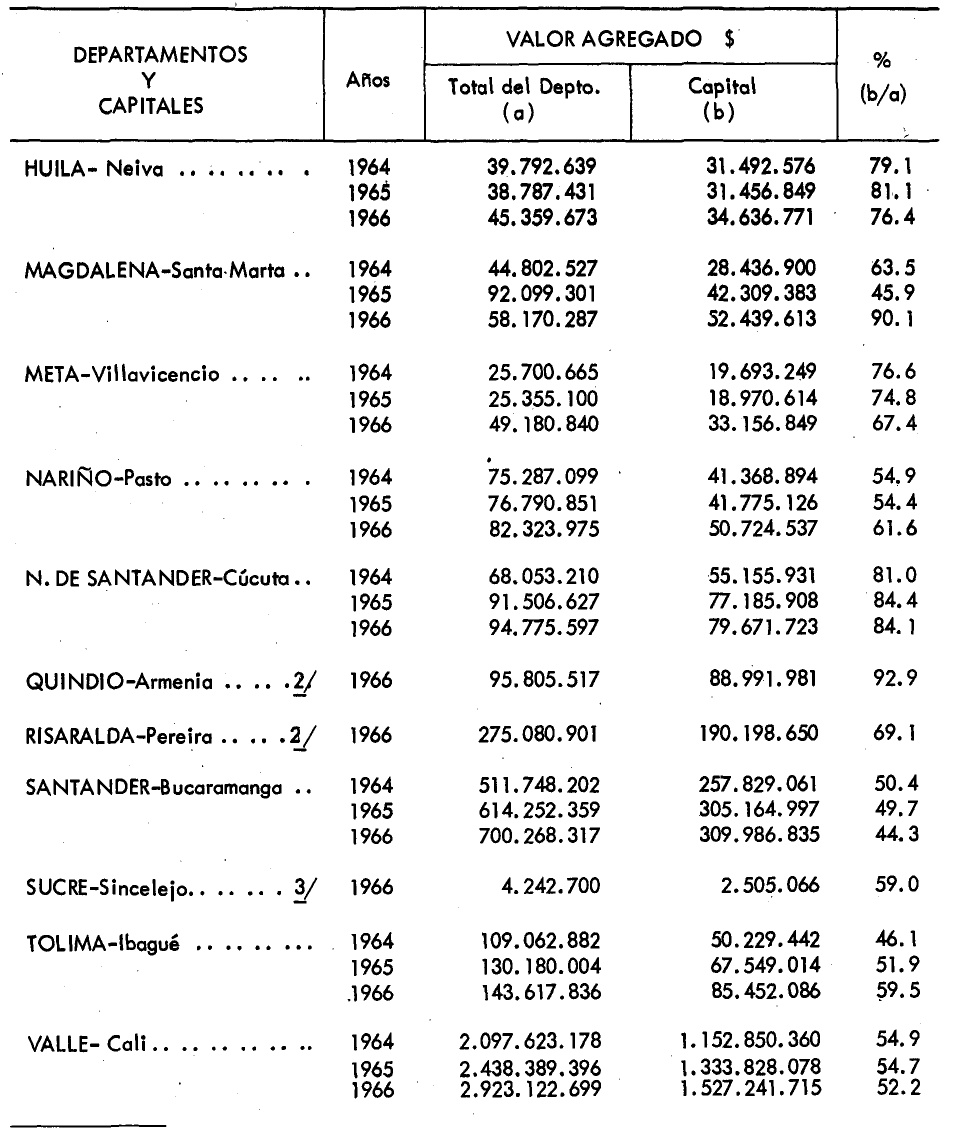 DEPARTAMENTOS Y CAPITALES Años VALOR AGREGADO $ %
Total del Depto. Capital (b/a)
(a) (b)
HUILA- Neiva .. .. .. .. . 1964 39.792.639 31.492.576 79.1
1965 38.787.431 31.456.849 81.1
1966 45.359.673 34.636.771 76.4
MAGDALENA-Santa Marta .. 1964 44.802.527 28.436.900 63.5
1965 92.099.301 42.309.383 45.9
1966 58.170.287 52.439.613 90.1
META-Villavicencio .. .. .. 1964 25.700.665 19.693.249 76.6
1965 25.355.100 18.970.614 74.8
1966 49.180.840 33.156.849 67.4
NARIÑO-Pasto .. .. .. .. . 1964 75.287.099 41.368.894 54.9
1965 76.790.851 41.775.126 54.4
1966 82.323.975 50.724.537 61.6
N. DE SANTANDER-Cúcuta.. 1964 68.053.210 55.155.931 81.0
1965 91.506.627 77.185.908 84.4
1966 94.775.597 79.671.723 84.1
QUINDIO-Armenia .. .. . 2/ 1966 95.805.517 88.991.981 92.9
RISARALDA-Pereira .. .. . 2/ 1966 275.080.901 190.198.650 69.1
SANTANDER-Bucaramanga .. 1964 511.748.202 257.829.061 50.4
1965 614.252.359 305.164.997 49.7
1966 700.268.317 309.986.835 44.3
SUCRE-Sincelejo.. .. .. . 3/ 1966 4.242.700 2.505.066 59.0
TOLIMA-Ibagué .. .. .. ... 1964 109.062.882 50.229.442 46.1
1965 130.180.004 67.549.014 51.9
1966 143.617.836 85.452.086 59.5
VALLE- Cali.. .. .. .. .. .. 1964 2.097.623.178 1.152.850.360 54.9
1965 2.438.389.396 1.333.828.078 54.7
1966 2.923.122.699 1.527.241.715 52.2